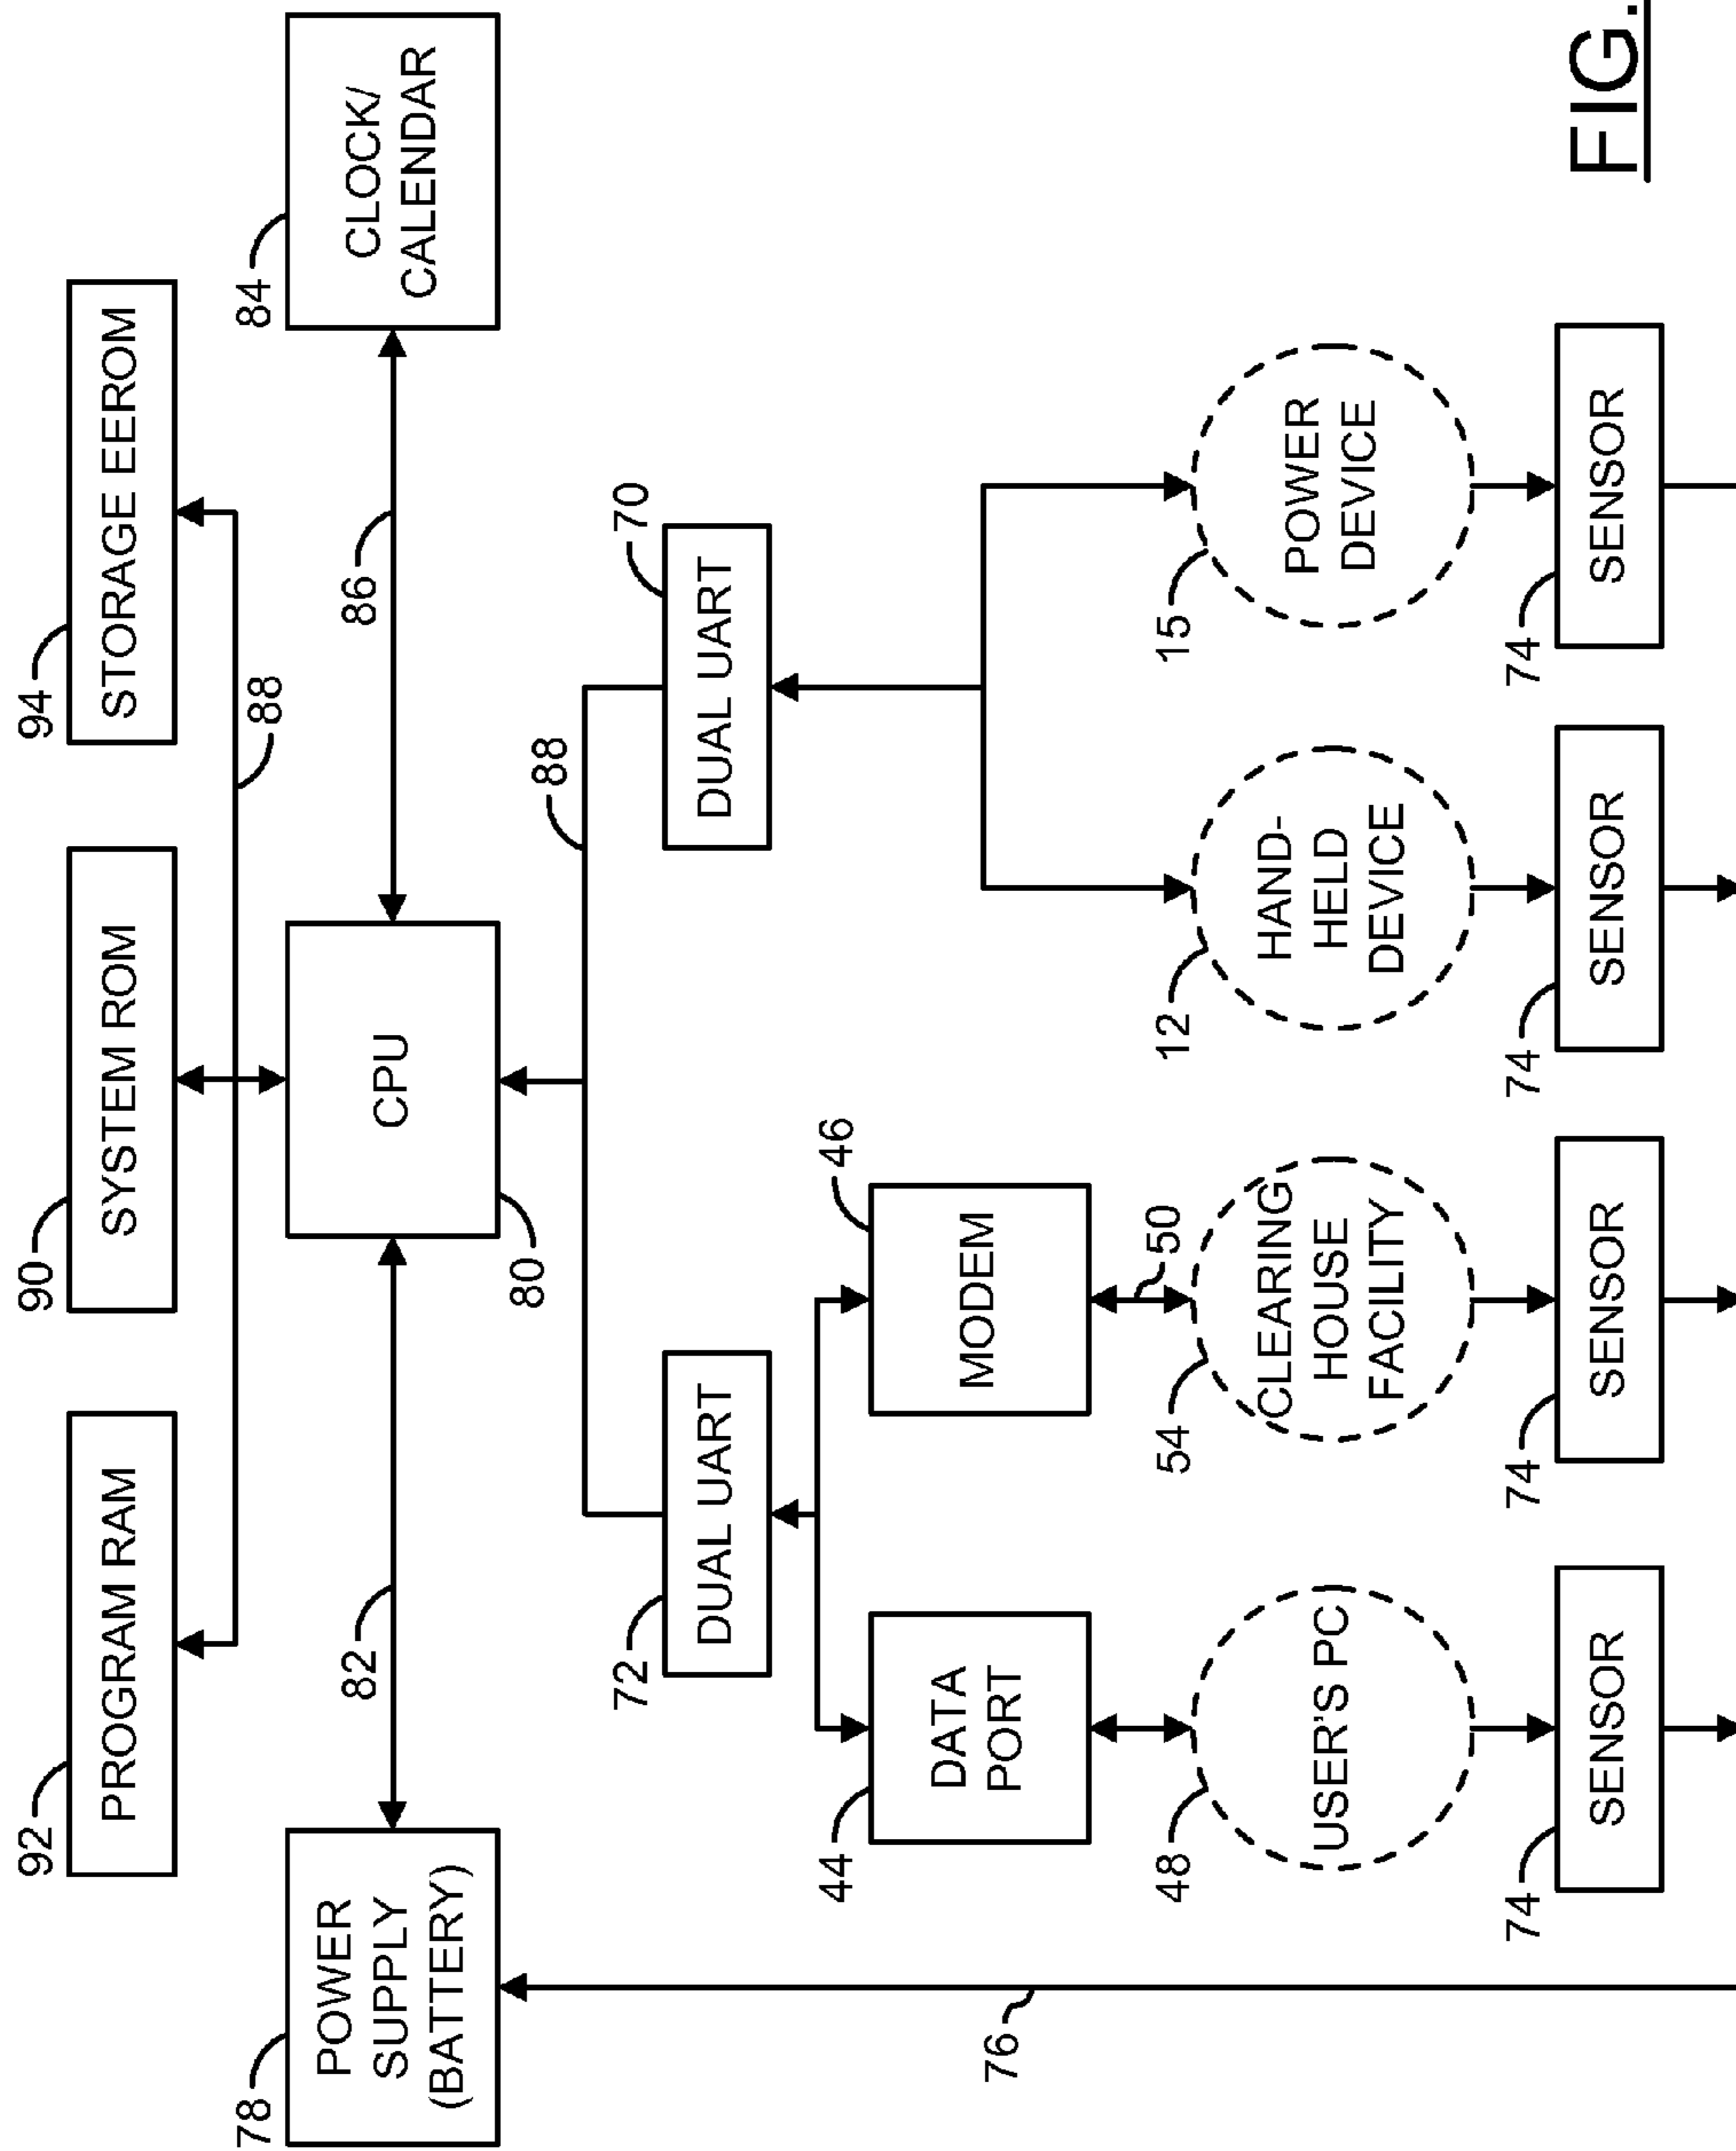 92
PROGRAM RAM
90
SYSTEM ROM
94
STORAGE EEROM
88
78
POWER
SUPPLY
(BATTERY)
82
CPU
80
86
84
CLOCK/
CALENDAR
88
72
DUAL UART
70
DUAL UART
44
DATA
PORT
MODEM
46
76
48
USER'S PC
50
54
CLEARING
HOUSE
FACILITY
12
HAND-
HELD
DEVICE
15
POWER
DEVICE
74
SENSOR
74
SENSOR
74
SENSOR
74
SENSOR
FIG.